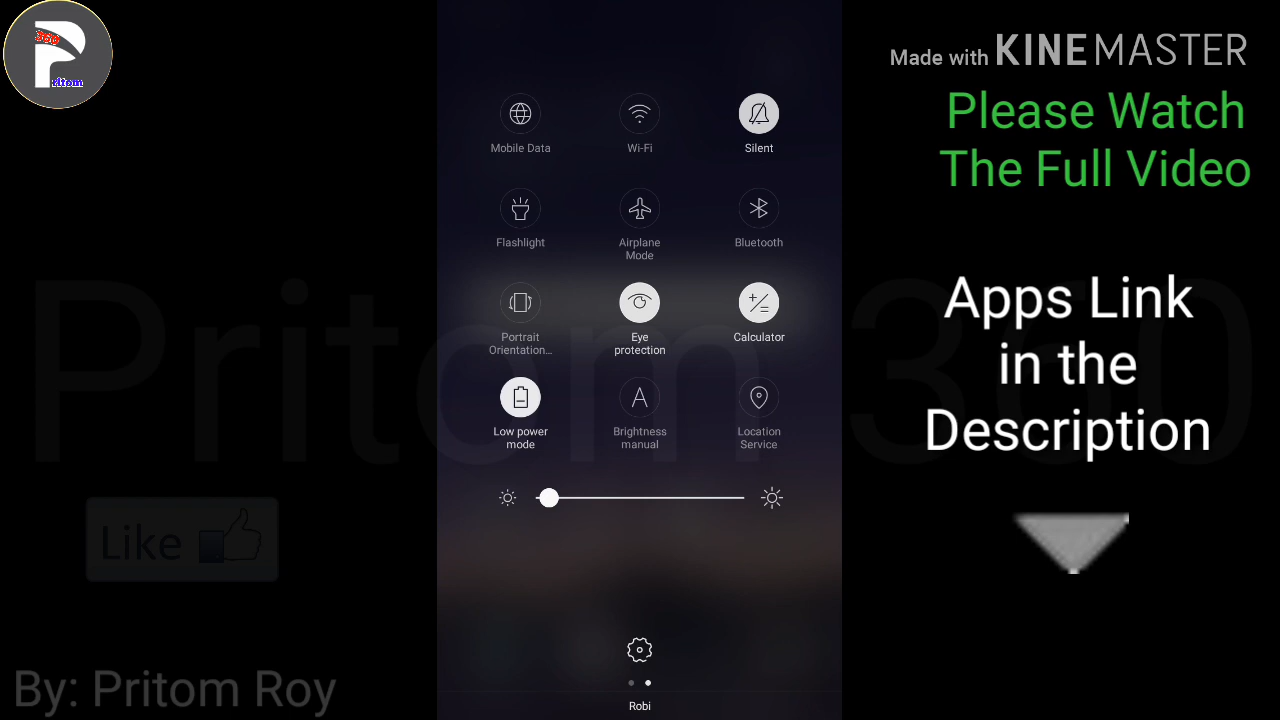 360
ritom
Made with KINEMASTER
Please Watch
The Full Video
Apps Link
in the
Description
Mobile Data
Wi-Fi
Silent
Flashlight
Airplane
Mode
Bluetooth
Portrait
Orientation...
Eye
protection
Calculator
Low power
mode
Brightness
manual
Location
Service
Robi
Pritom 360
Like
By: Pritom Roy